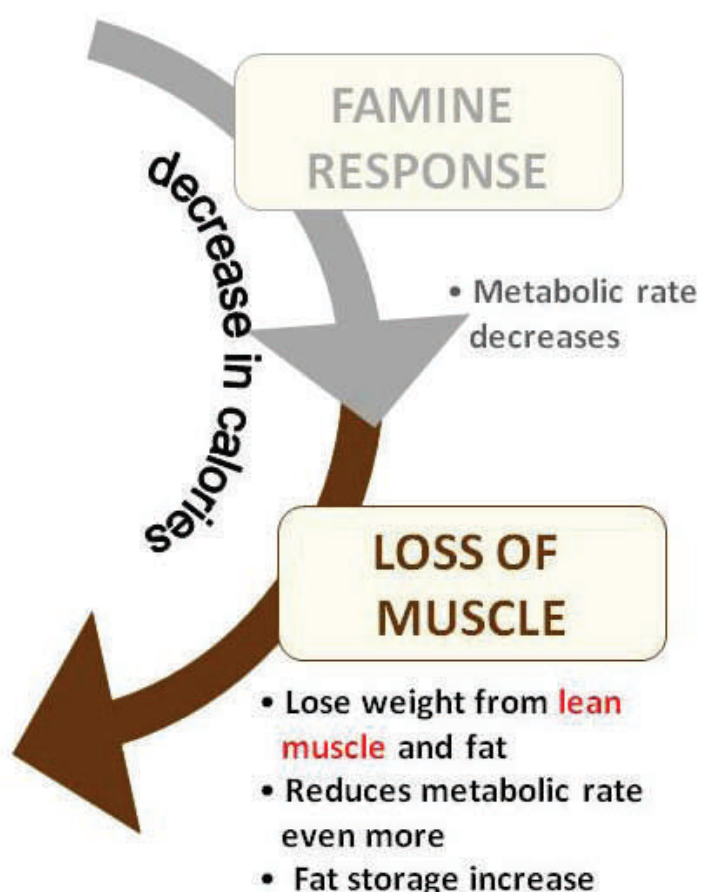 FAMINE
RESPONSE
decrease in calories
• Metabolic rate
decreases
LOSS OF
MUSCLE
• Lose weight from lean
muscle and fat
• Reduces metabolic rate
even more
• Fat storage increase